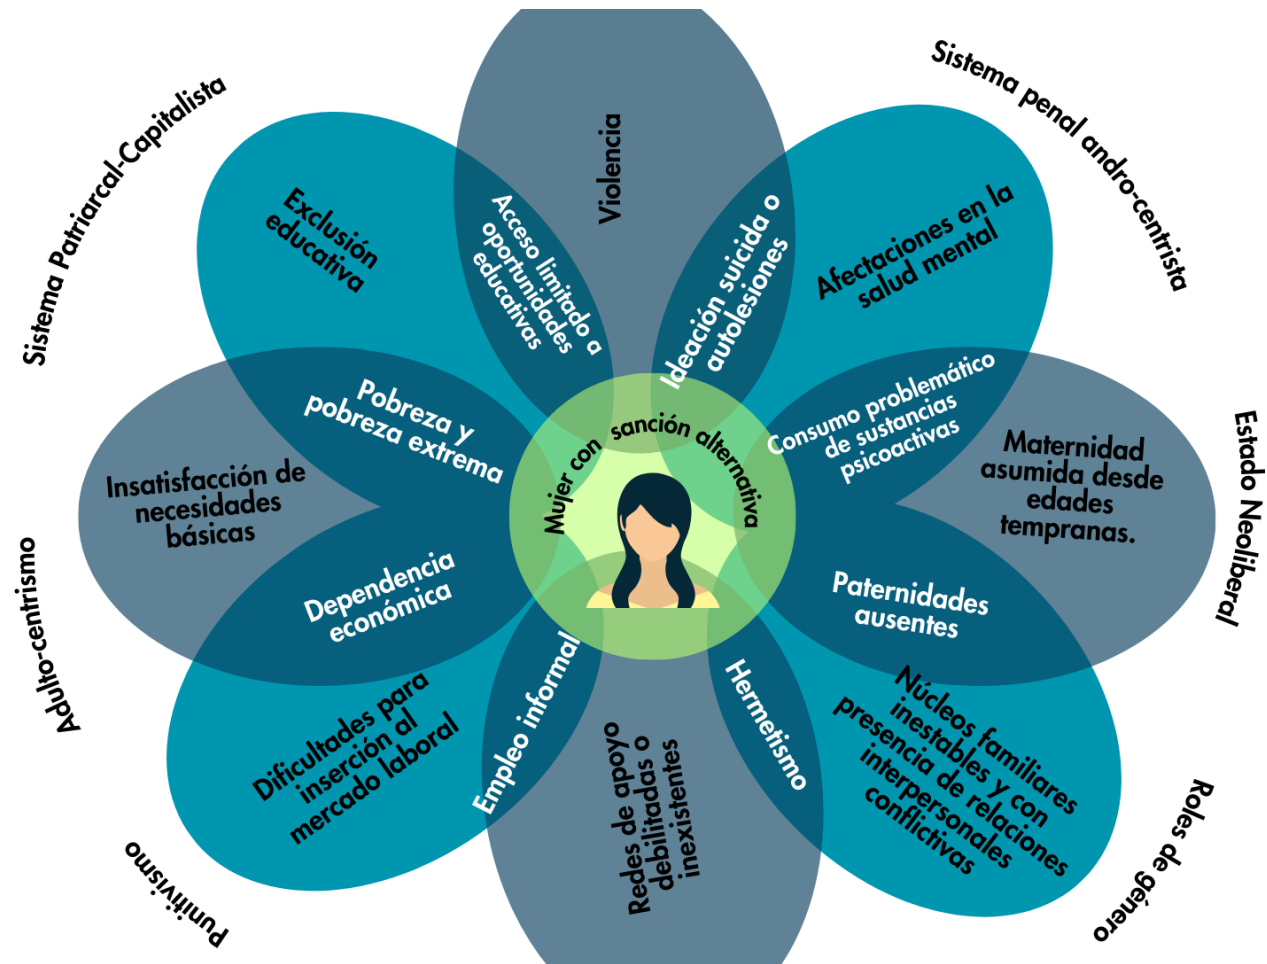 Sistema Patriarcal-Capitalista
Sistema penal andro-centrista
Violencia
Exclusión
educativa
Acceso limitado a
oportunidades
educativas
Ideación suicida o
autolesiones
Afectaciones en la
salud mental
Pobreza y
pobreza extrema
Mujer con sanción alternativa
Consumo problemático
de sustancias
psicoactivas
Maternidad
asumida desde
edades
tempranas.
Estado Neoliberal
Insatisfacción de
necesidades
básicas
Adulto-centrismo
Dependencia
económica
Paternidades
ausentes
Dificultades para
inserción al
mercado laboral
Empleo informal
Redes de apoyo
debilitadas o
inexistentes
Hermetismo
Núcleos familiares
inestables y con
presencia de relaciones
interpersonales
conflictivas
Punitivismo
Roles de género